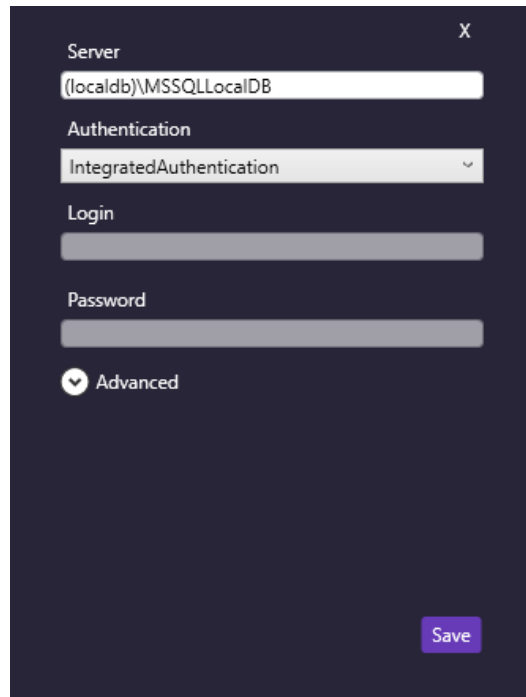 X
Server
(localdb)\MSSQLLocalDB
Authentication
IntegratedAuthentication
Login
Password
Advanced
Save